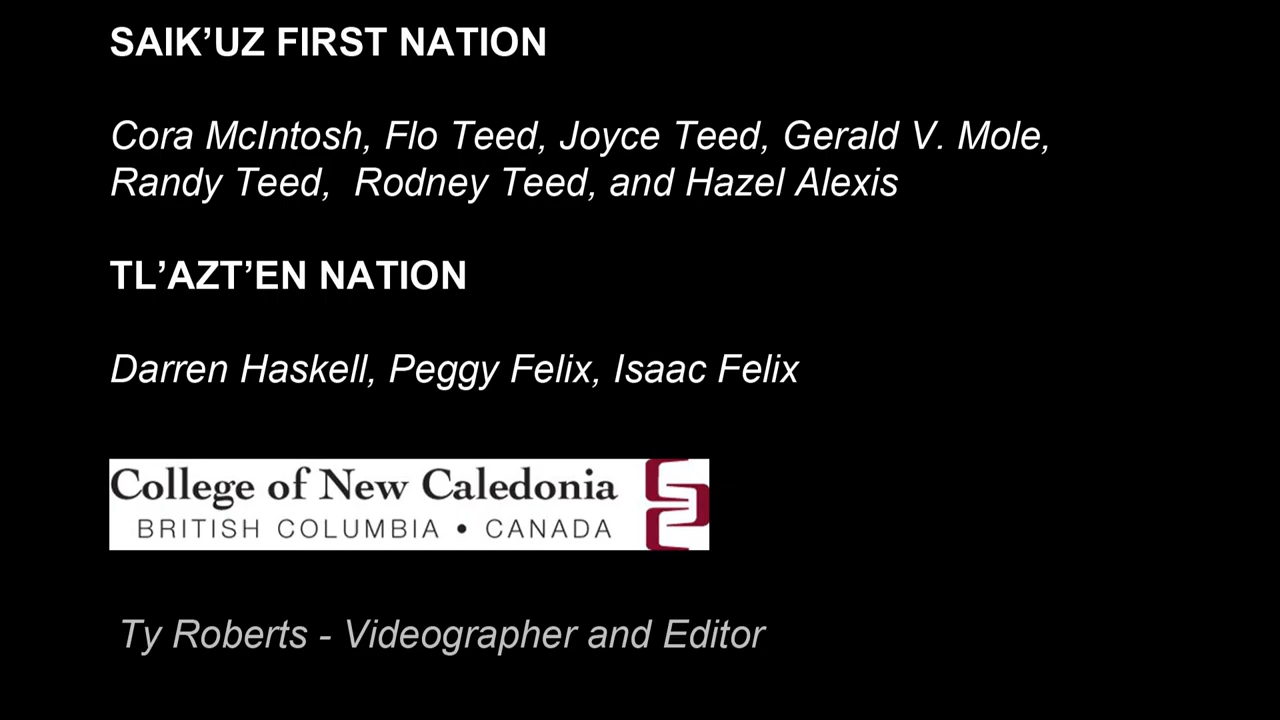 SAIK’UZ FIRST NATION
Cora McIntosh, Flo Teed, Joyce Teed, Gerald V. Mole,
Randy Teed,  Rodney Teed, and Hazel Alexis
TL’AZT’EN NATION
Darren Haskell, Peggy Felix, Isaac Felix
College of New Caledonia
BRITISH COLUMBIA • CANADA
Ty Roberts - Videographer and Editor